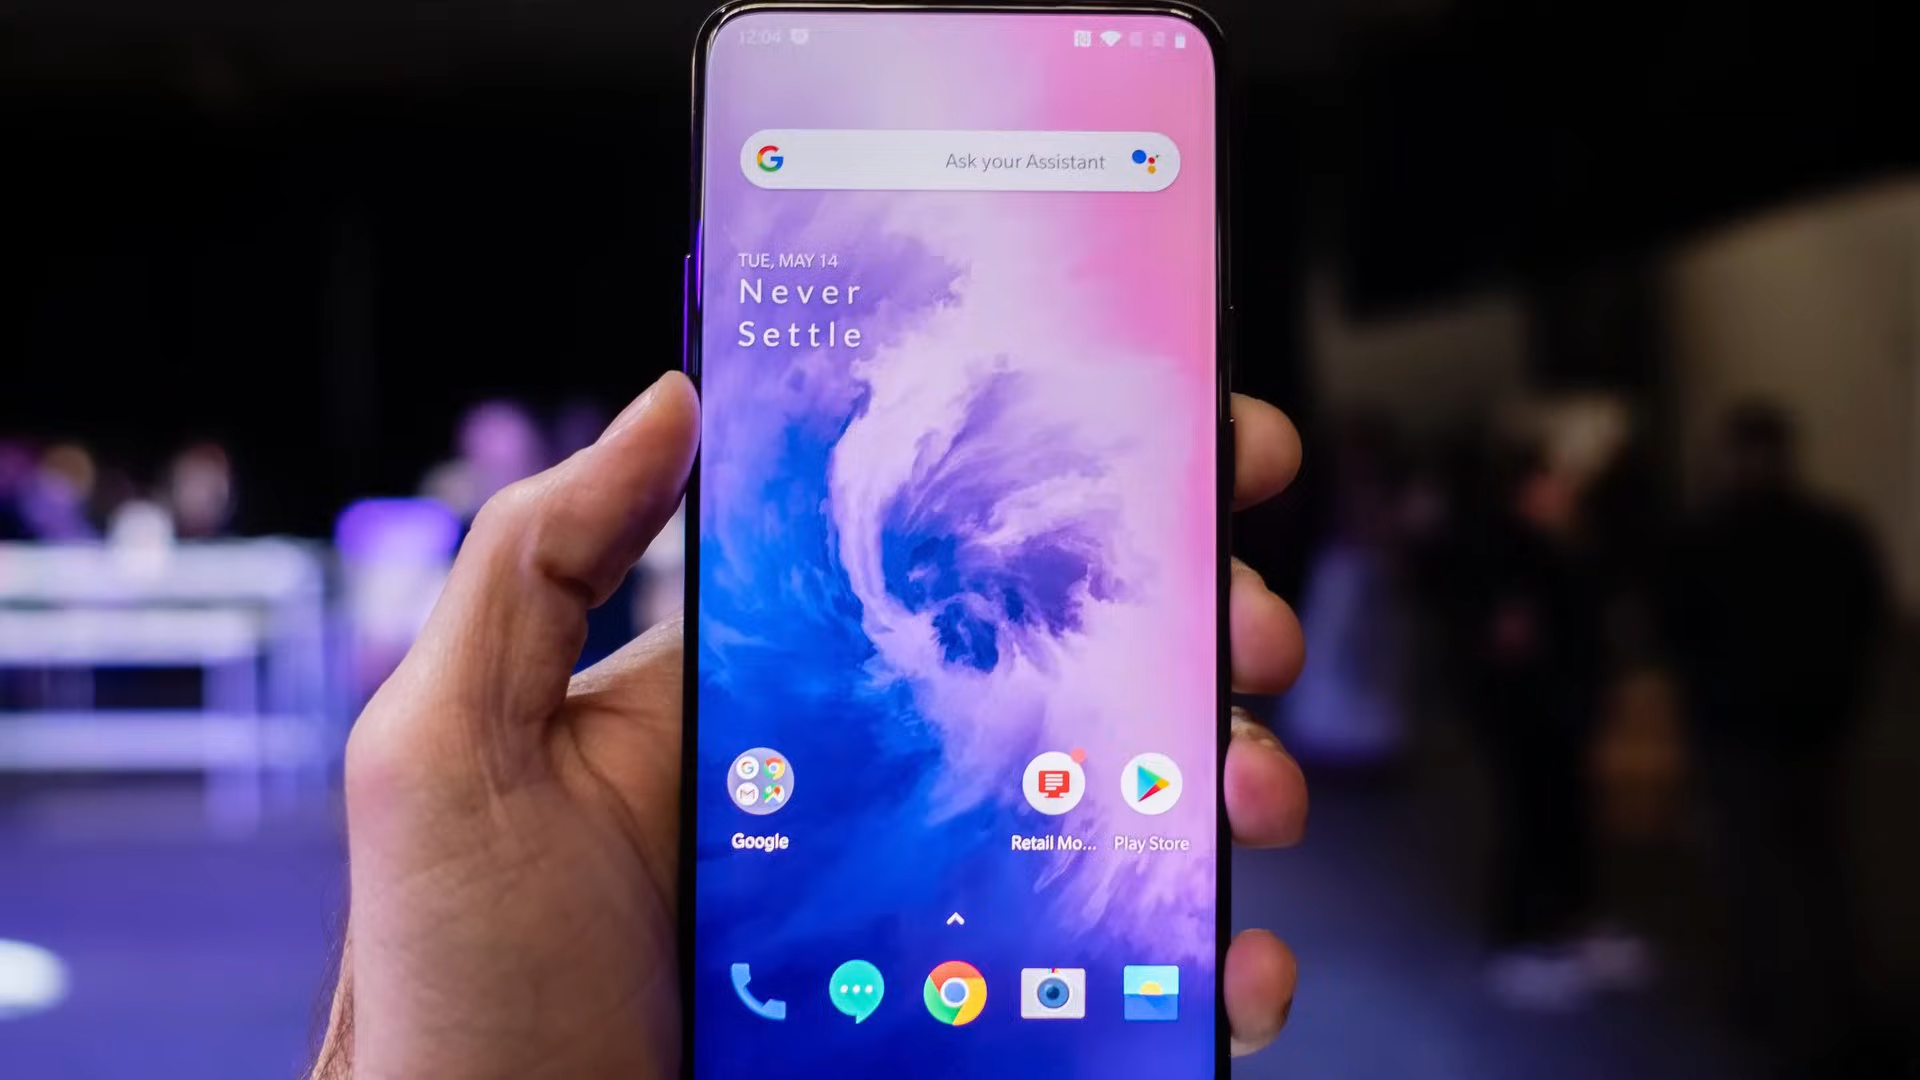 12:04
Ask your Assistant
TUE, MAY 14
Never
Settle
Google
Retail Mo...
Play Store